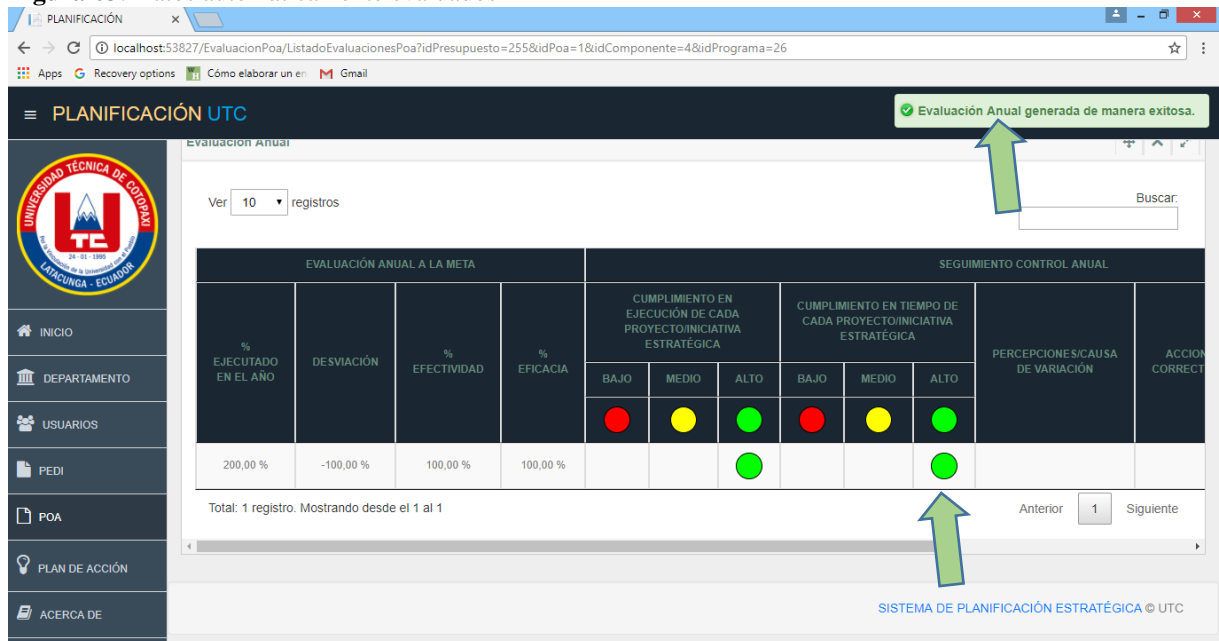 PLANIFICACIÓN
localhost:53827/EvaluacionPoa/ListadoEvaluacionesPoa?idPresupuesto=255&idPoa=1&idComponente=4&idPrograma=26
Apps Recovery options Cómo elaborar un en Gmail
PLANIFICACIÓN UTC
Evaluación Anual generada de manera exitosa.
UNIVERSIDAD TÉCNICA DE COTOPAXI
UTC
24 - 01 - 1995
LATACUNGA - ECUADOR
INICIO
DEPARTAMENTO
USUARIOS
PEDI
POA
PLAN DE ACCIÓN
ACERCA DE
Evaluación Anual
Ver 10 registros
Buscar:
EVALUACIÓN ANUAL A LA META
SEGUIMIENTO CONTROL ANUAL
% EJECUTADO EN EL AÑO
DESVIACIÓN
% EFECTIVIDAD
% EFICACIA
CUMPLIMIENTO EN
EJECUCIÓN DE CADA
PROYECTO/INICIATIVA
ESTRATÉGICA
CUMPLIMIENTO EN TIEMPO DE
CADA PROYECTO/INICIATIVA
ESTRATÉGICA
PERCEPCIONES/CAUSA
DE VARIACIÓN
ACCION
CORRECT
BAJO MEDIO ALTO BAJO MEDIO ALTO
200,00 % -100,00 % 100,00 % 100,00 %
Total: 1 registro. Mostrando desde el 1 al 1
Anterior 1 Siguiente
SISTEMA DE PLANIFICACIÓN ESTRATÉGICA © UTC